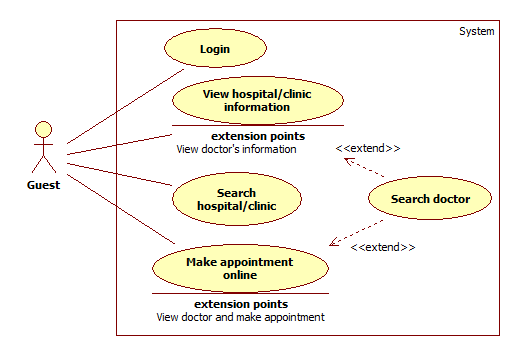 System
Login
View hospital/clinic
information
extension points
View doctor's information
<<extend>>
Guest
Search
hospital/clinic
Search doctor
Make appointment
online
<<extend>>
extension points
View doctor and make appointment